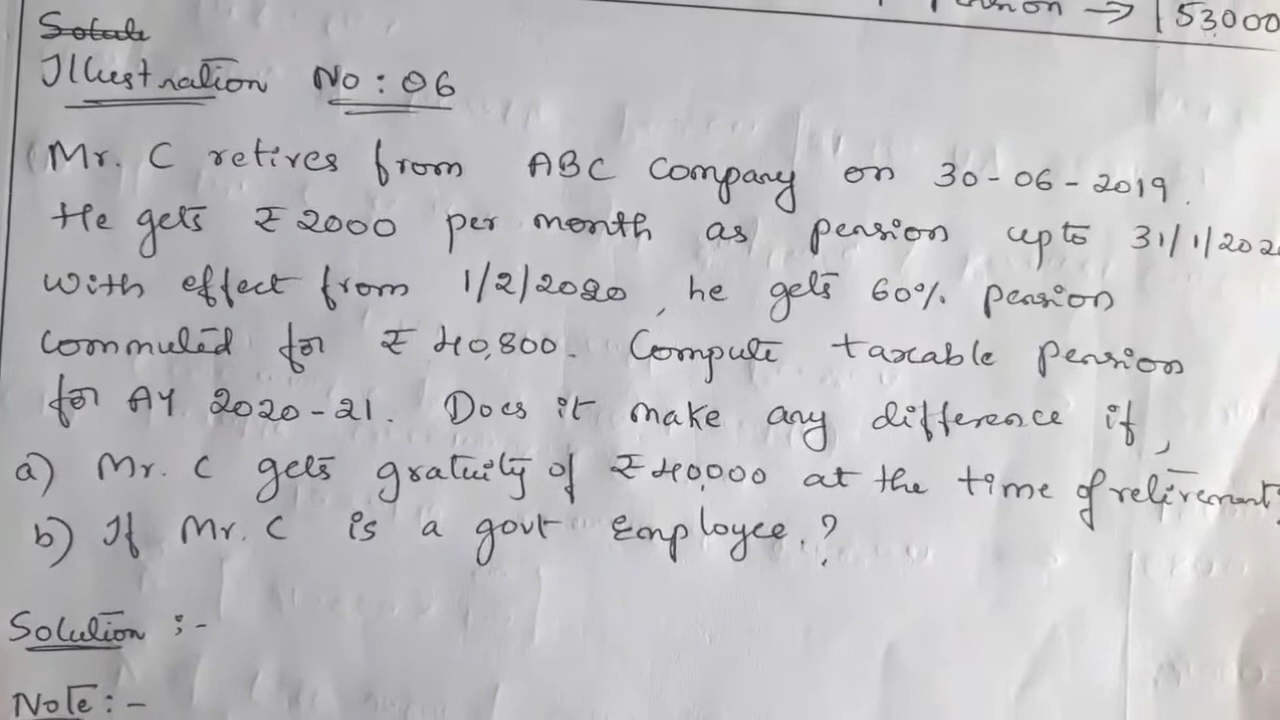 → 53000
Solut
Illustration No: 06
Mr. C retires from ABC Company on 30-06-2019.
He gets ₹ 2000 per month as pension upto 31/1/202
With effect from 1/2/2020, he gets 60% pension
commuted for ₹ 40,800. Compute taxable pension
for AY 2020-21. Does it make any difference if,
a) Mr. C gets gratuity of ₹ 40,000 at the time of retirement?
b) If Mr. C is a govt Employee.?
Solution :-
Note:-